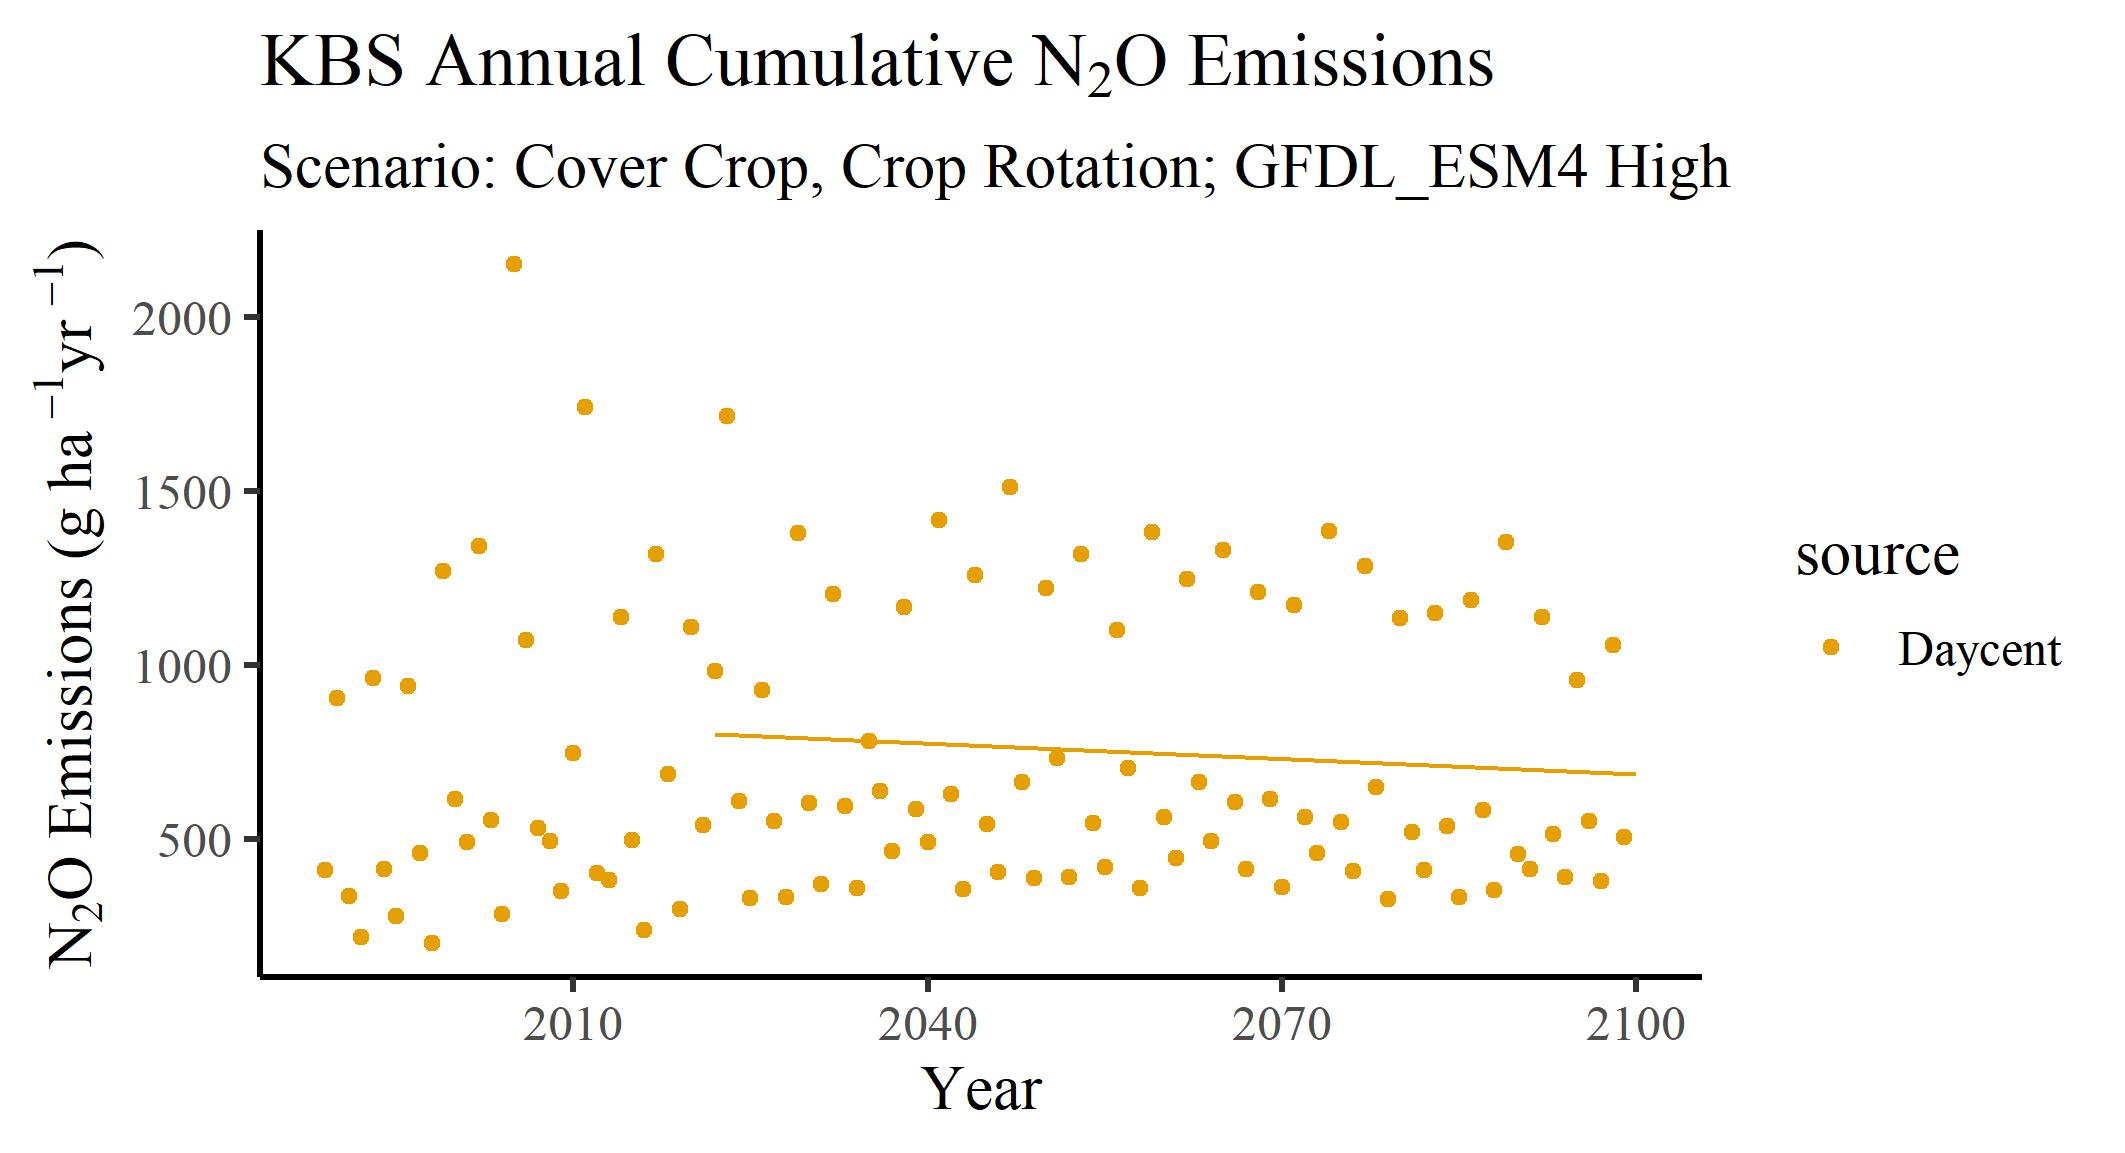 KBS Annual Cumulative N₂O Emissions
Scenario: Cover Crop, Crop Rotation; GFDL_ESM4 High
N₂O Emissions (g ha⁻¹yr⁻¹)
2000
1500
1000
500
2010 2040 2070 2100
Year
source
Daycent